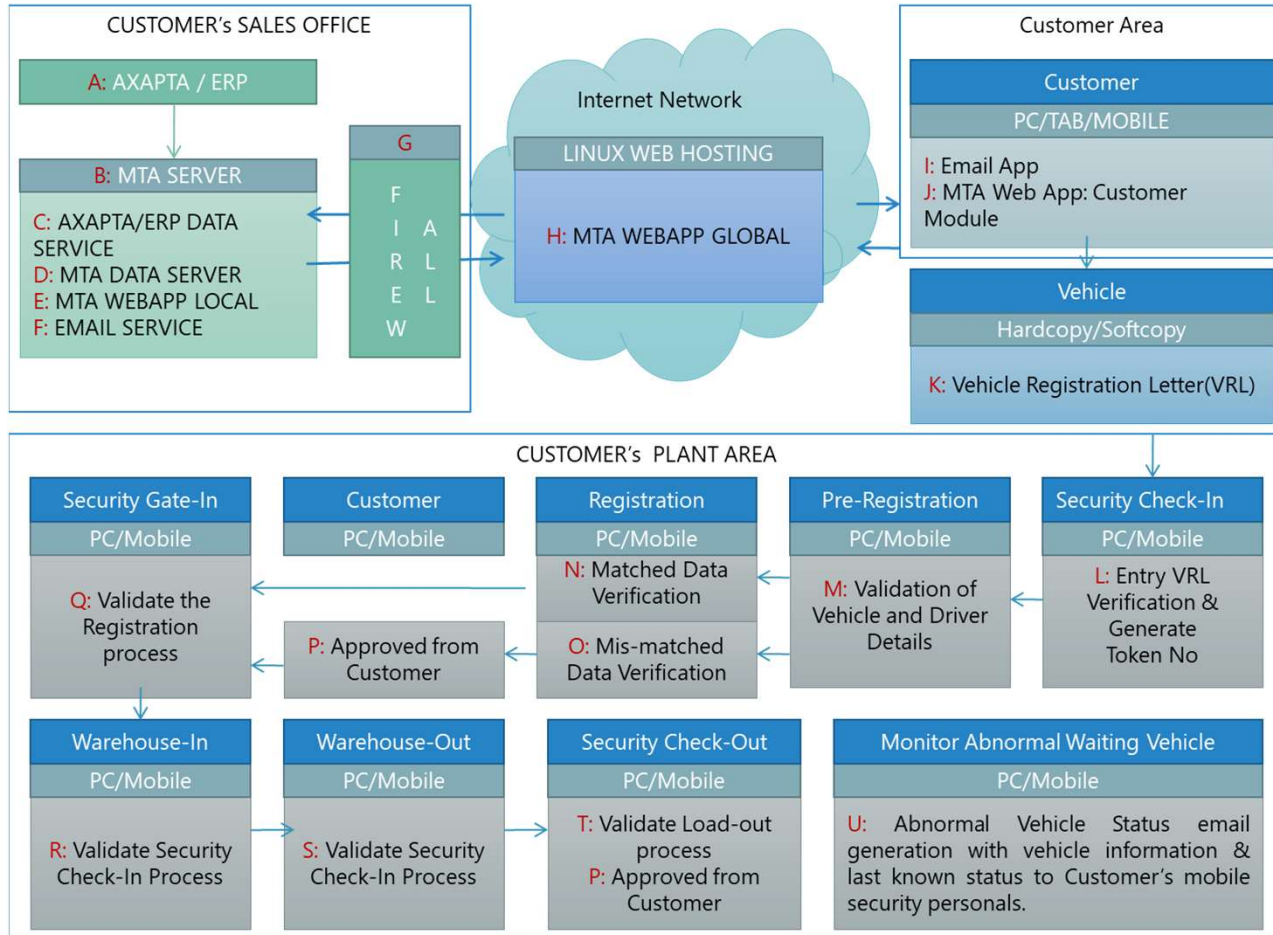 CUSTOMER's SALES OFFICE
A: AXAPTA / ERP
B: MTA SERVER
C: AXAPTA/ERP DATA
SERVICE
D: MTA DATA SERVER
E: MTA WEBAPP LOCAL
F: EMAIL SERVICE
G
FIREWALL
Internet Network
LINUX WEB HOSTING
H: MTA WEBAPP GLOBAL
Customer Area
Customer
PC/TAB/MOBILE
I: Email App
J: MTA Web App: Customer
Module
Vehicle
Hardcopy/Softcopy
K: Vehicle Registration Letter(VRL)
CUSTOMER's PLANT AREA
Security Gate-In
PC/Mobile
Q: Validate the
Registration
process
Customer
PC/Mobile
P: Approved from
Customer
Registration
PC/Mobile
N: Matched Data
Verification
O: Mis-matched
Data Verification
Pre-Registration
PC/Mobile
M: Validation of
Vehicle and Driver
Details
Security Check-In
PC/Mobile
L: Entry VRL
Verification &
Generate
Token No
Warehouse-In
PC/Mobile
R: Validate Security
Check-In Process
Warehouse-Out
PC/Mobile
S: Validate Security
Check-In Process
Security Check-Out
PC/Mobile
T: Validate Load-out
process
P: Approved from
Customer
Monitor Abnormal Waiting Vehicle
PC/Mobile
U: Abnormal Vehicle Status email
generation with vehicle information &
last known status to Customer's mobile
security personals.